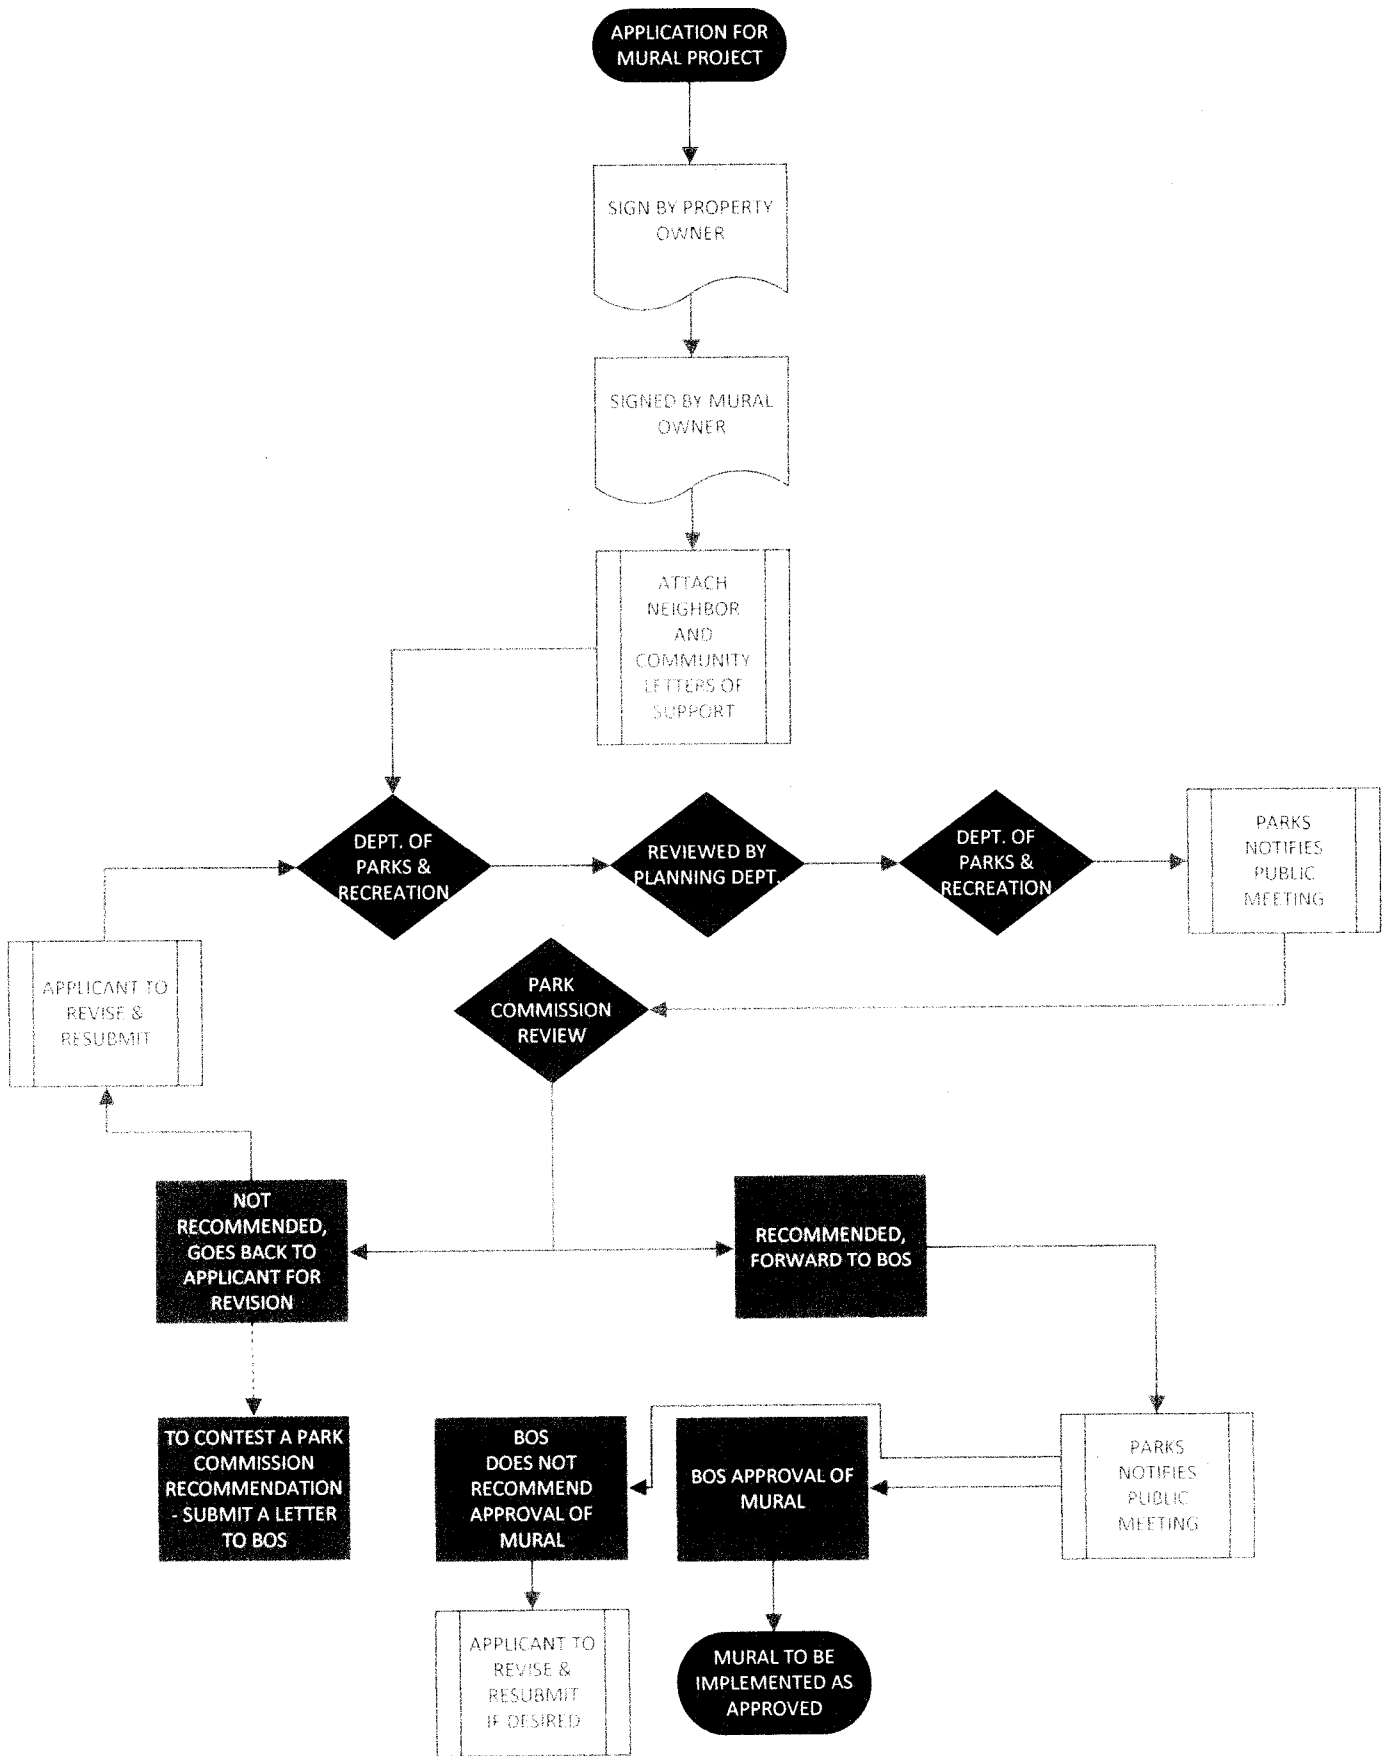 APPLICATION FOR
MURAL PROJECT
SIGN BY PROPERTY
OWNER
SIGNED BY MURAL
OWNER
ATTACH
NEIGHBOR
AND
COMMUNITY
LETTERS OF
SUPPORT
DEPT. OF
PARKS &
RECREATION
REVIEWED BY
PLANNING DEPT.
DEPT. OF
PARKS &
RECREATION
PARKS
NOTIFIES
PUBLIC
MEETING
APPLICANT TO
REVISE &
RESUBMIT
PARK
COMMISSION
REVIEW
NOT
RECOMMENDED,
GOES BACK TO
APPLICANT FOR
REVISION
RECOMMENDED,
FORWARD TO BOS
TO CONTEST A PARK
COMMISSION
RECOMMENDATION
- SUBMIT A LETTER
TO BOS
BOS
DOES NOT
RECOMMEND
APPROVAL OF
MURAL
BOS APPROVAL OF
MURAL
PARKS
NOTIFIES
PUBLIC
MEETING
APPLICANT TO
REVISE &
RESUBMIT
IF DESIRED
MURAL TO BE
IMPLEMENTED AS
APPROVED